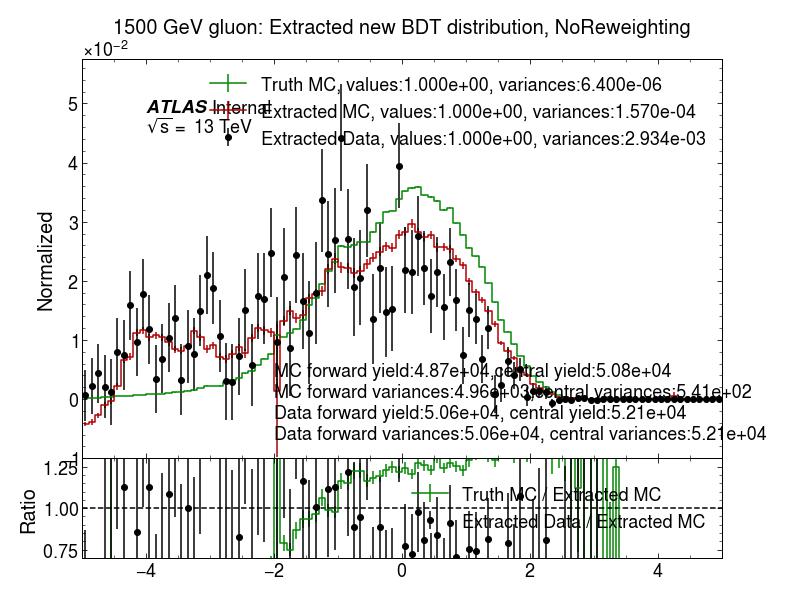 1500 GeV gluon: Extracted new BDT distribution, NoReweighting
×10⁻²
Truth MC, values:1.000e+00, variances:6.400e-06
ATLAS Internal
Extracted MC, values:1.000e+00, variances:1.570e-04
√s = 13 TeV
Extracted Data, values:1.000e+00, variances:2.934e-03
Normalized
5
4
3
2
1
0
MC forward yield:4.87e+04, central yield:5.08e+04
MC forward variances:4.96e+03, central variances:5.41e+02
Data forward yield:5.06e+04, central yield:5.21e+04
Data forward variances:5.06e+04, central variances:5.21e+04
Ratio
1.25
1.00
0.75
Truth MC / Extracted MC
Extracted Data / Extracted MC
−4 −2 0 2 4